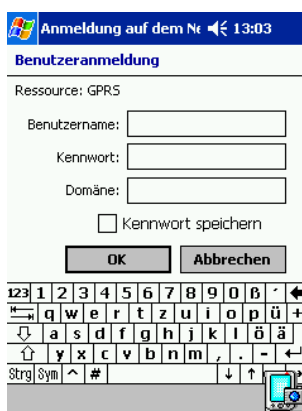 Anmeldung auf dem Ne 13:03
Benutzeranmeldung
Ressource: GPRS
Benutzername:
Kennwort:
Domäne:
Kennwort speichern
OK Abbrechen
123 1 2 3 4 5 6 7 8 9 0 ß ´
q w e r t z u i o p ü +
a s d f g h j k l ö ä
y x c v b n m , . -
Strg Sym ^ #